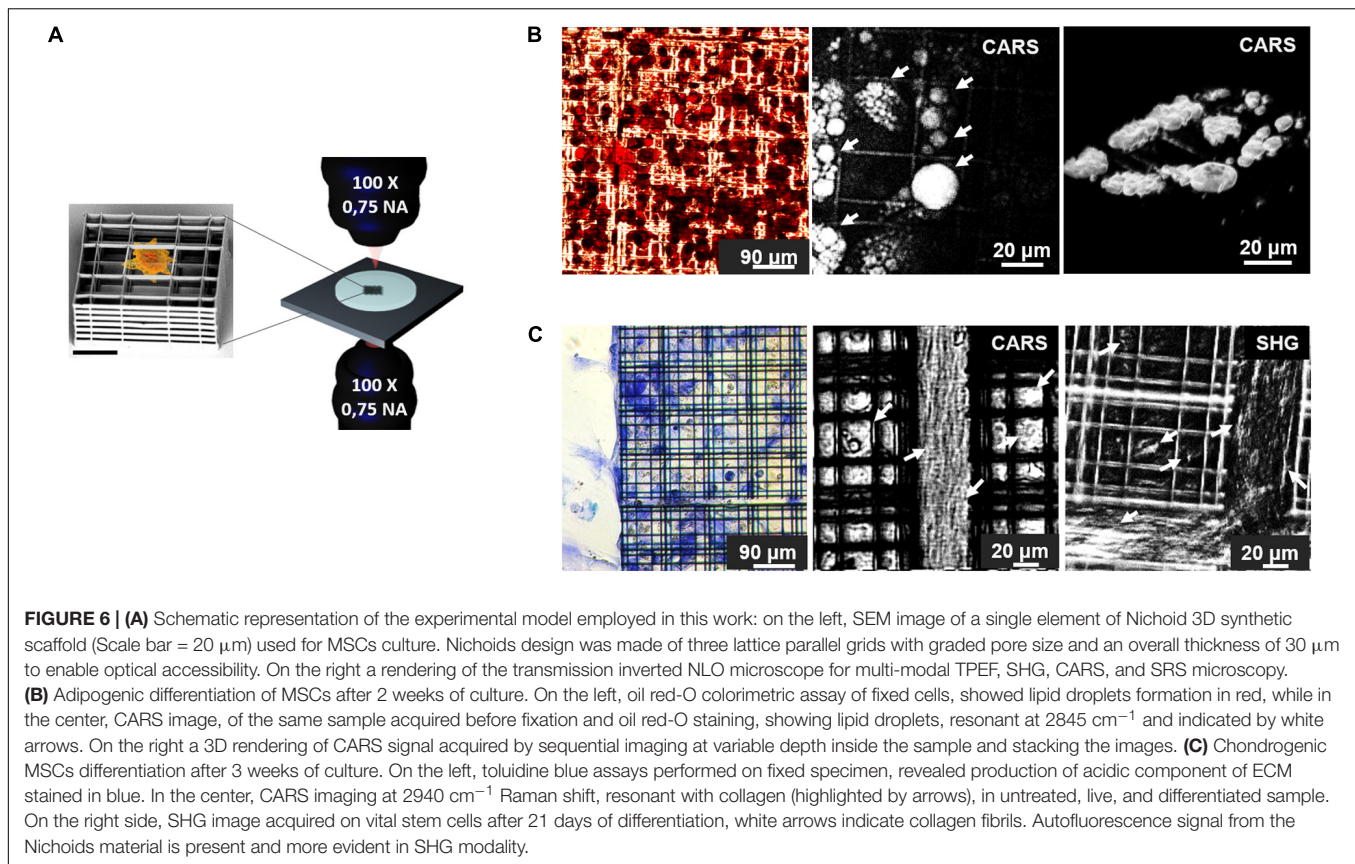 A
100 X
0,75 NA
100 X
0,75 NA
B
90 µm
CARS
20 µm
CARS
20 µm
C
90 µm
CARS
20 µm
SHG
20 µm
FIGURE 6 | (A) Schematic representation of the experimental model employed in this work: on the left, SEM image of a single element of Nichoid 3D synthetic
scaffold (Scale bar = 20 µm) used for MSCs culture. Nichoids design was made of three lattice parallel grids with graded pore size and an overall thickness of 30 µm
to enable optical accessibility. On the right a rendering of the transmission inverted NLO microscope for multi-modal TPEF, SHG, CARS, and SRS microscopy.
(B) Adipogenic differentiation of MSCs after 2 weeks of culture. On the left, oil red-O colorimetric assay of fixed cells, showed lipid droplets formation in red, while in
the center, CARS image, of the same sample acquired before fixation and oil red-O staining, showing lipid droplets, resonant at 2845 cm⁻¹ and indicated by white
arrows. On the right a 3D rendering of CARS signal acquired by sequential imaging at variable depth inside the sample and stacking the images. (C) Chondrogenic
MSCs differentiation after 3 weeks of culture. On the left, toluidine blue assays performed on fixed specimen, revealed production of acidic component of ECM
stained in blue. In the center, CARS imaging at 2940 cm⁻¹ Raman shift, resonant with collagen (highlighted by arrows), in untreated, live, and differentiated sample.
On the right side, SHG image acquired on vital stem cells after 21 days of differentiation, white arrows indicate collagen fibrils. Autofluorescence signal from the
Nichoids material is present and more evident in SHG modality.